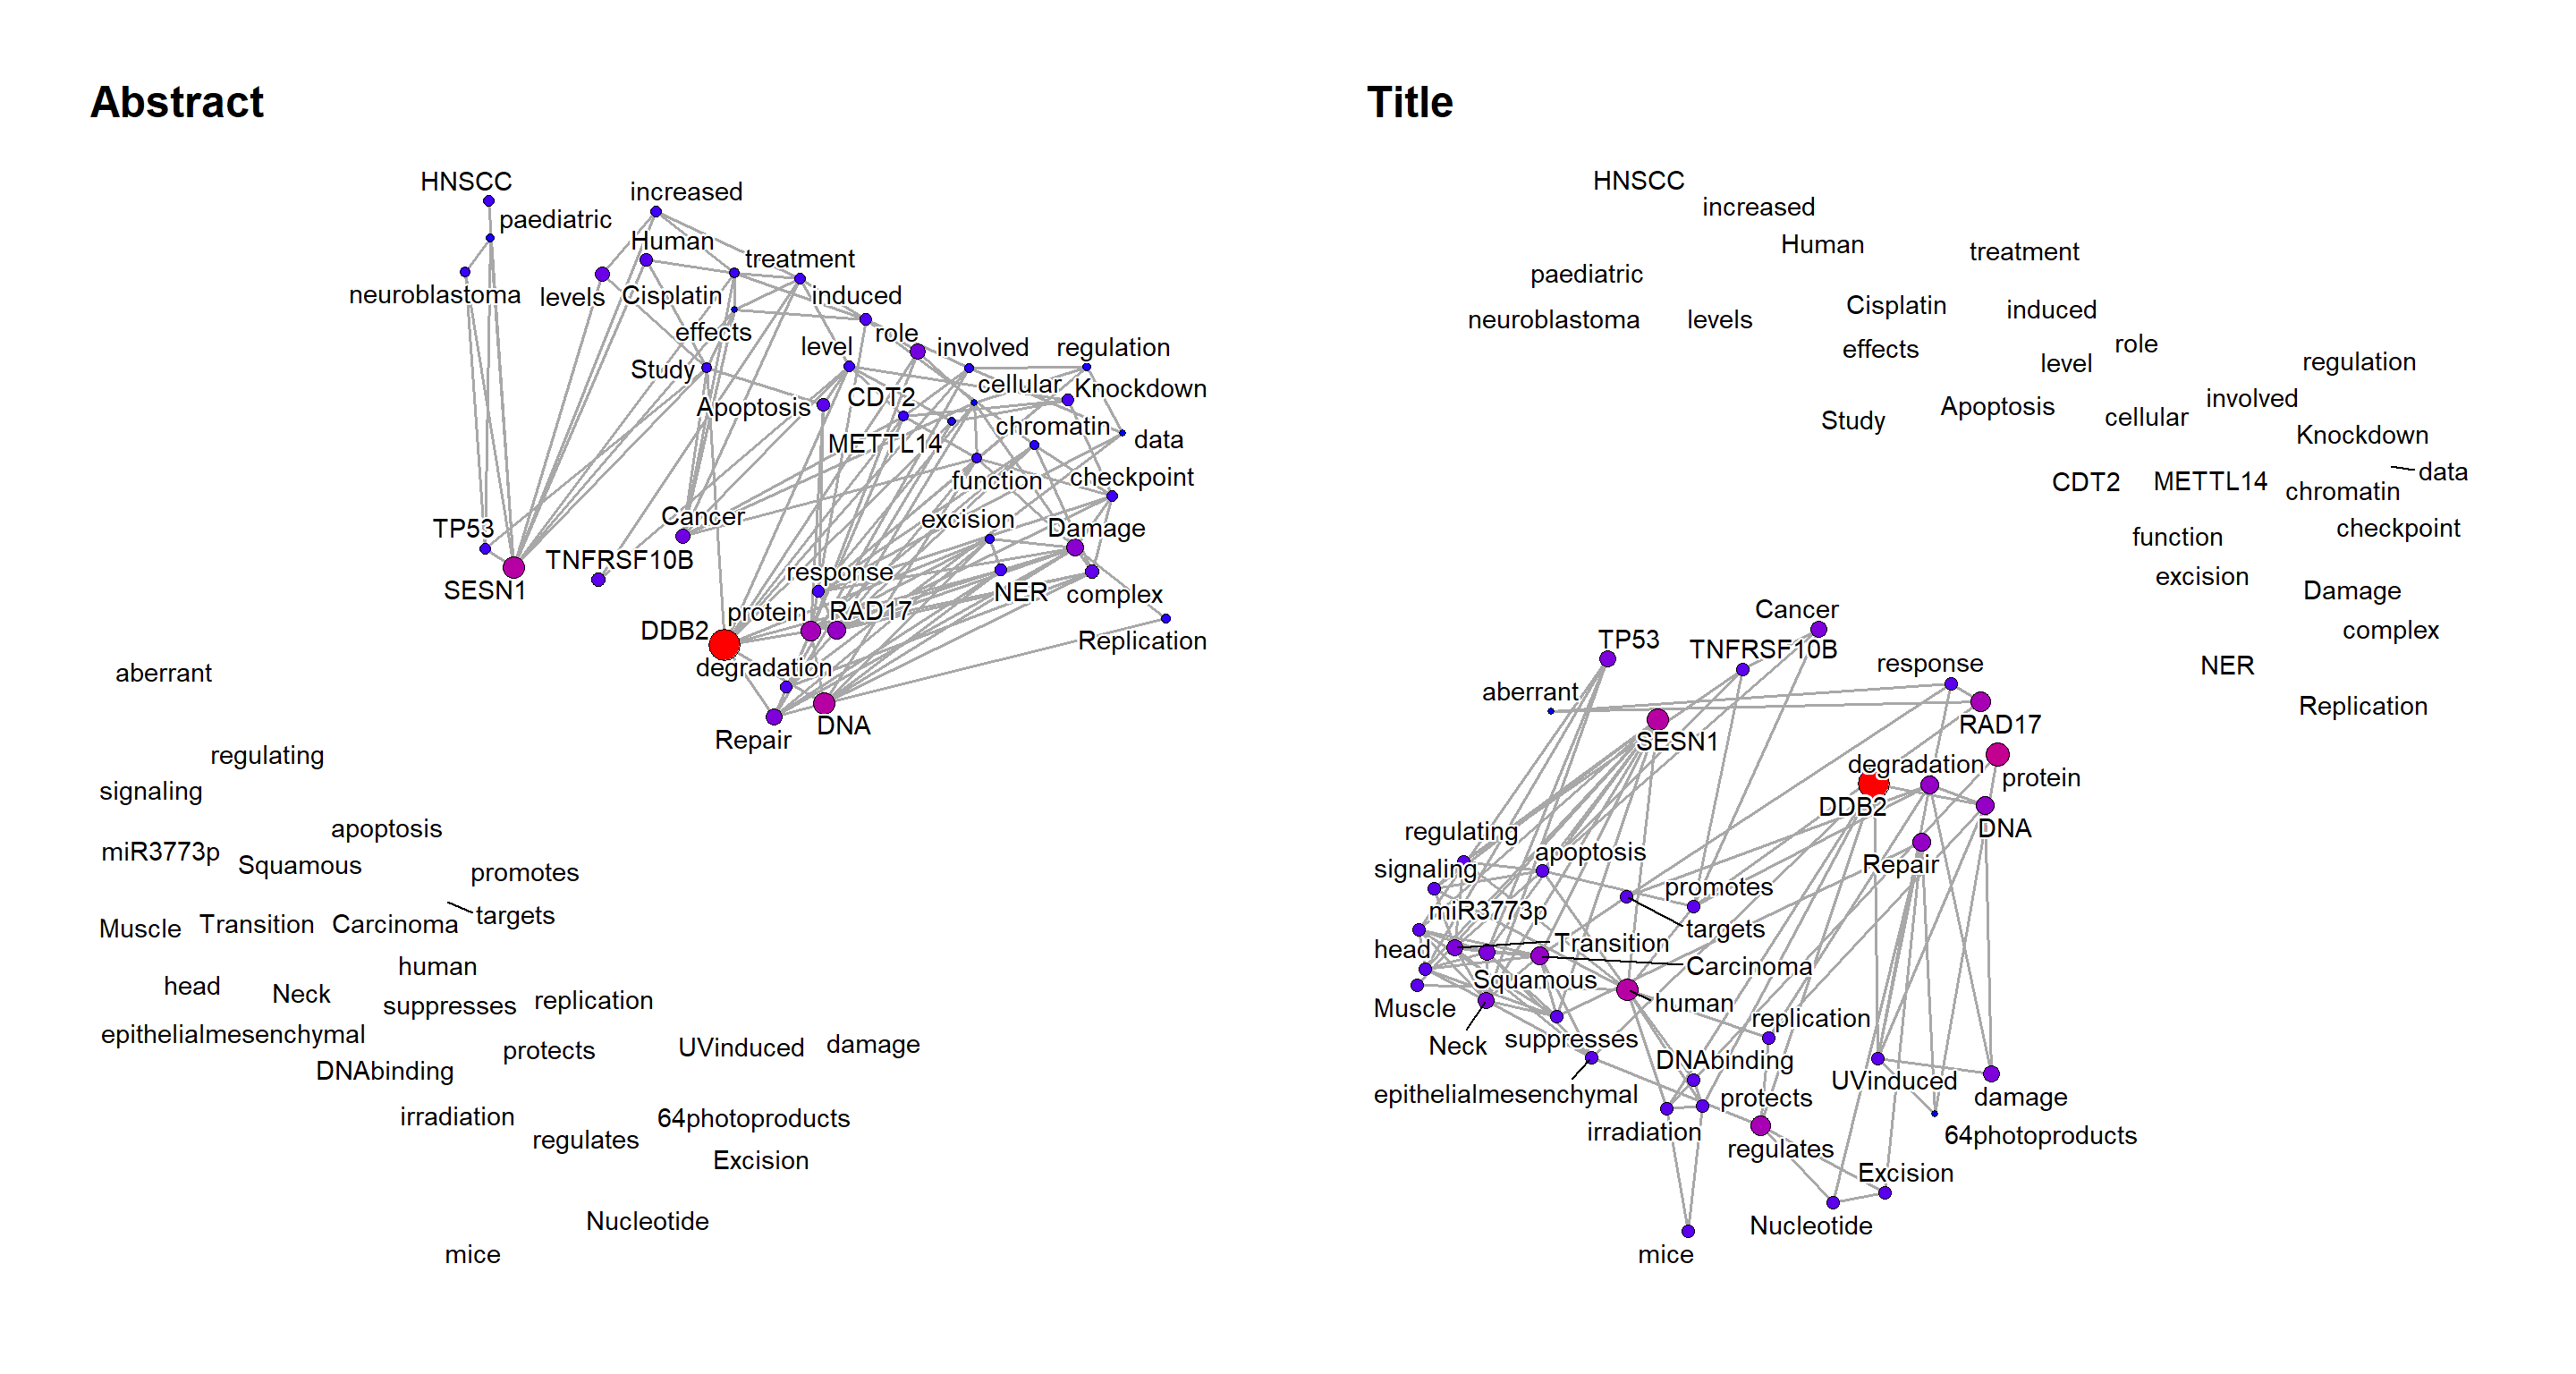 Abstract
HNSCC
increased
paediatric
Human
treatment
neuroblastoma
levels
Cisplatin
induced
effects
role
level
involved
regulation
Study
cellular
Knockdown
CDT2
Apoptosis
chromatin
METTL14
data
function
checkpoint
Cancer
excision
TP53
Damage
TNFRSF10B
response
SESN1
NER
complex
protein
RAD17
DDB2
Replication
degradation
aberrant
DNA
Repair
regulating
signaling
apoptosis
miR3773p
Squamous
promotes
targets
Muscle
Transition
Carcinoma
human
head
Neck
suppresses
replication
epithelialmesenchymal
protects
UVinduced
damage
DNAbinding
irradiation
64photoproducts
regulates
Excision
Nucleotide
mice
Title
HNSCC
increased
Human
treatment
paediatric
Cisplatin
induced
neuroblastoma
levels
role
effects
level
regulation
involved
Apoptosis
cellular
Study
Knockdown
data
CDT2
METTL14
chromatin
checkpoint
function
excision
Damage
Cancer
complex
TP53
TNFRSF10B
response
NER
aberrant
Replication
RAD17
SESN1
degradation
protein
DDB2
DNA
regulating
apoptosis
Repair
signaling
promotes
miR3773p
targets
head
Transition
Carcinoma
Squamous
Muscle
human
replication
Neck
suppresses
DNAbinding
UVinduced
epithelialmesenchymal
protects
damage
irradiation
64photoproducts
regulates
Excision
Nucleotide
mice